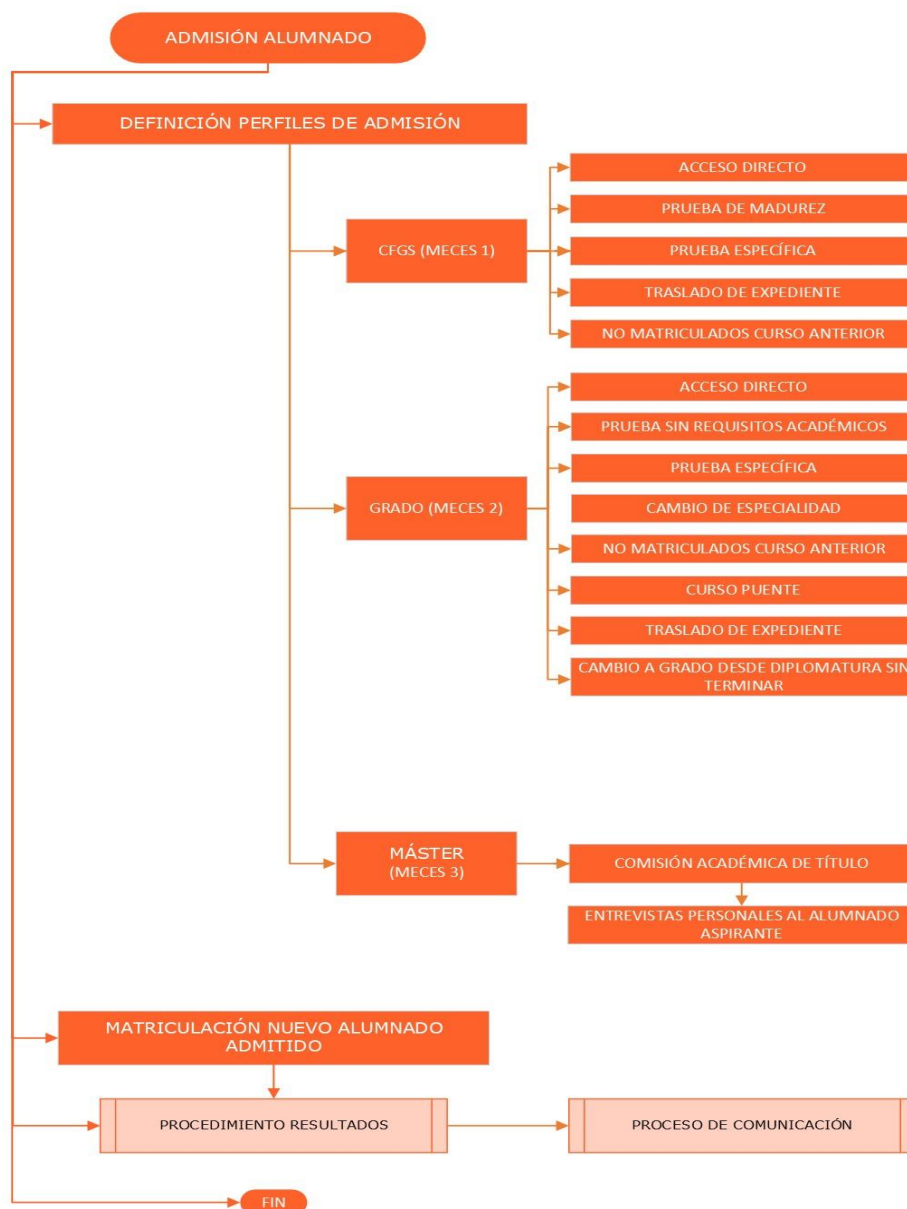 ADMISIÓN ALUMNADO
DEFINICIÓN PERFILES DE ADMISIÓN
CFGS (MECES 1)
ACCESO DIRECTO
PRUEBA DE MADUREZ
PRUEBA ESPECÍFICA
TRASLADO DE EXPEDIENTE
NO MATRICULADOS CURSO ANTERIOR
GRADO (MECES 2)
ACCESO DIRECTO
PRUEBA SIN REQUISITOS ACADÉMICOS
PRUEBA ESPECÍFICA
CAMBIO DE ESPECIALIDAD
NO MATRICULADOS CURSO ANTERIOR
CURSO PUENTE
TRASLADO DE EXPEDIENTE
CAMBIO A GRADO DESDE DIPLOMATURA SIN
TERMINAR
MÁSTER
(MECES 3)
COMISIÓN ACADÉMICA DE TÍTULO
ENTREVISTAS PERSONALES AL ALUMNADO
ASPIRANTE
MATRICULACIÓN NUEVO ALUMNADO
ADMITIDO
PROCEDIMIENTO RESULTADOS
PROCESO DE COMUNICACIÓN
FIN